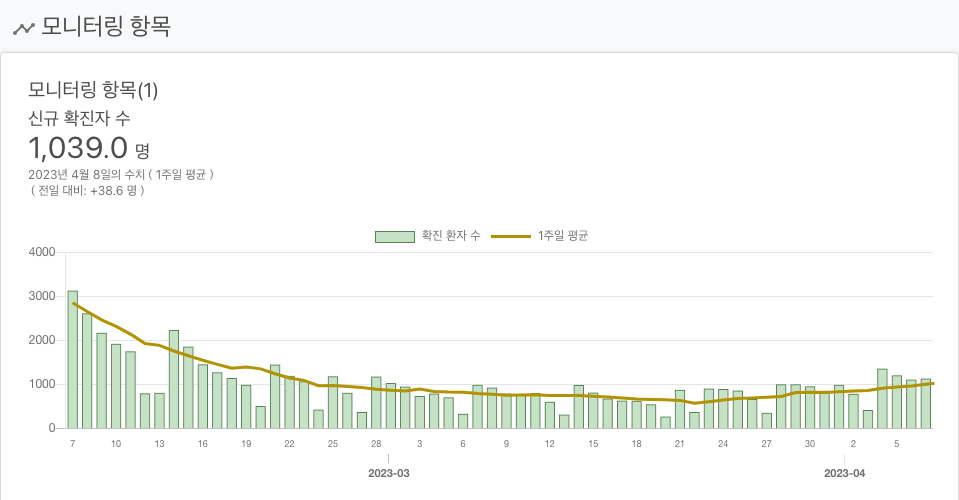 모니터링 항목
모니터링 항목(1)
신규 확진자 수
1,039.0 명
2023년 4월 8일의 수치 ( 1주일 평균 )
( 전일 대비: +38.6 명 )
확진 환자 수 1주일 평균
4000
3000
2000
1000
0
7 10 13 16 19 22 25 28 3 6 9 12 15 18 21 24 27 30 2 5
2023-03 2023-04